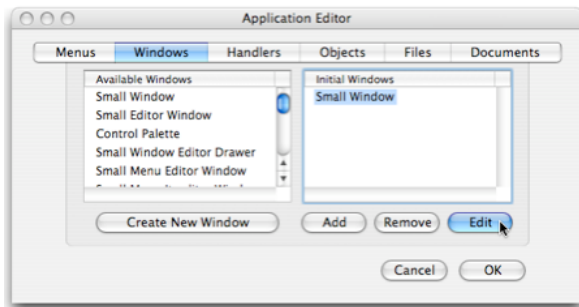 Application Editor
Menus Windows Handlers Objects Files Documents
Available Windows
Small Window
Small Editor Window
Control Palette
Small Window Editor Drawer
Small Menu Editor Window
Initial Windows
Small Window
Create New Window Add Remove Edit
Cancel OK